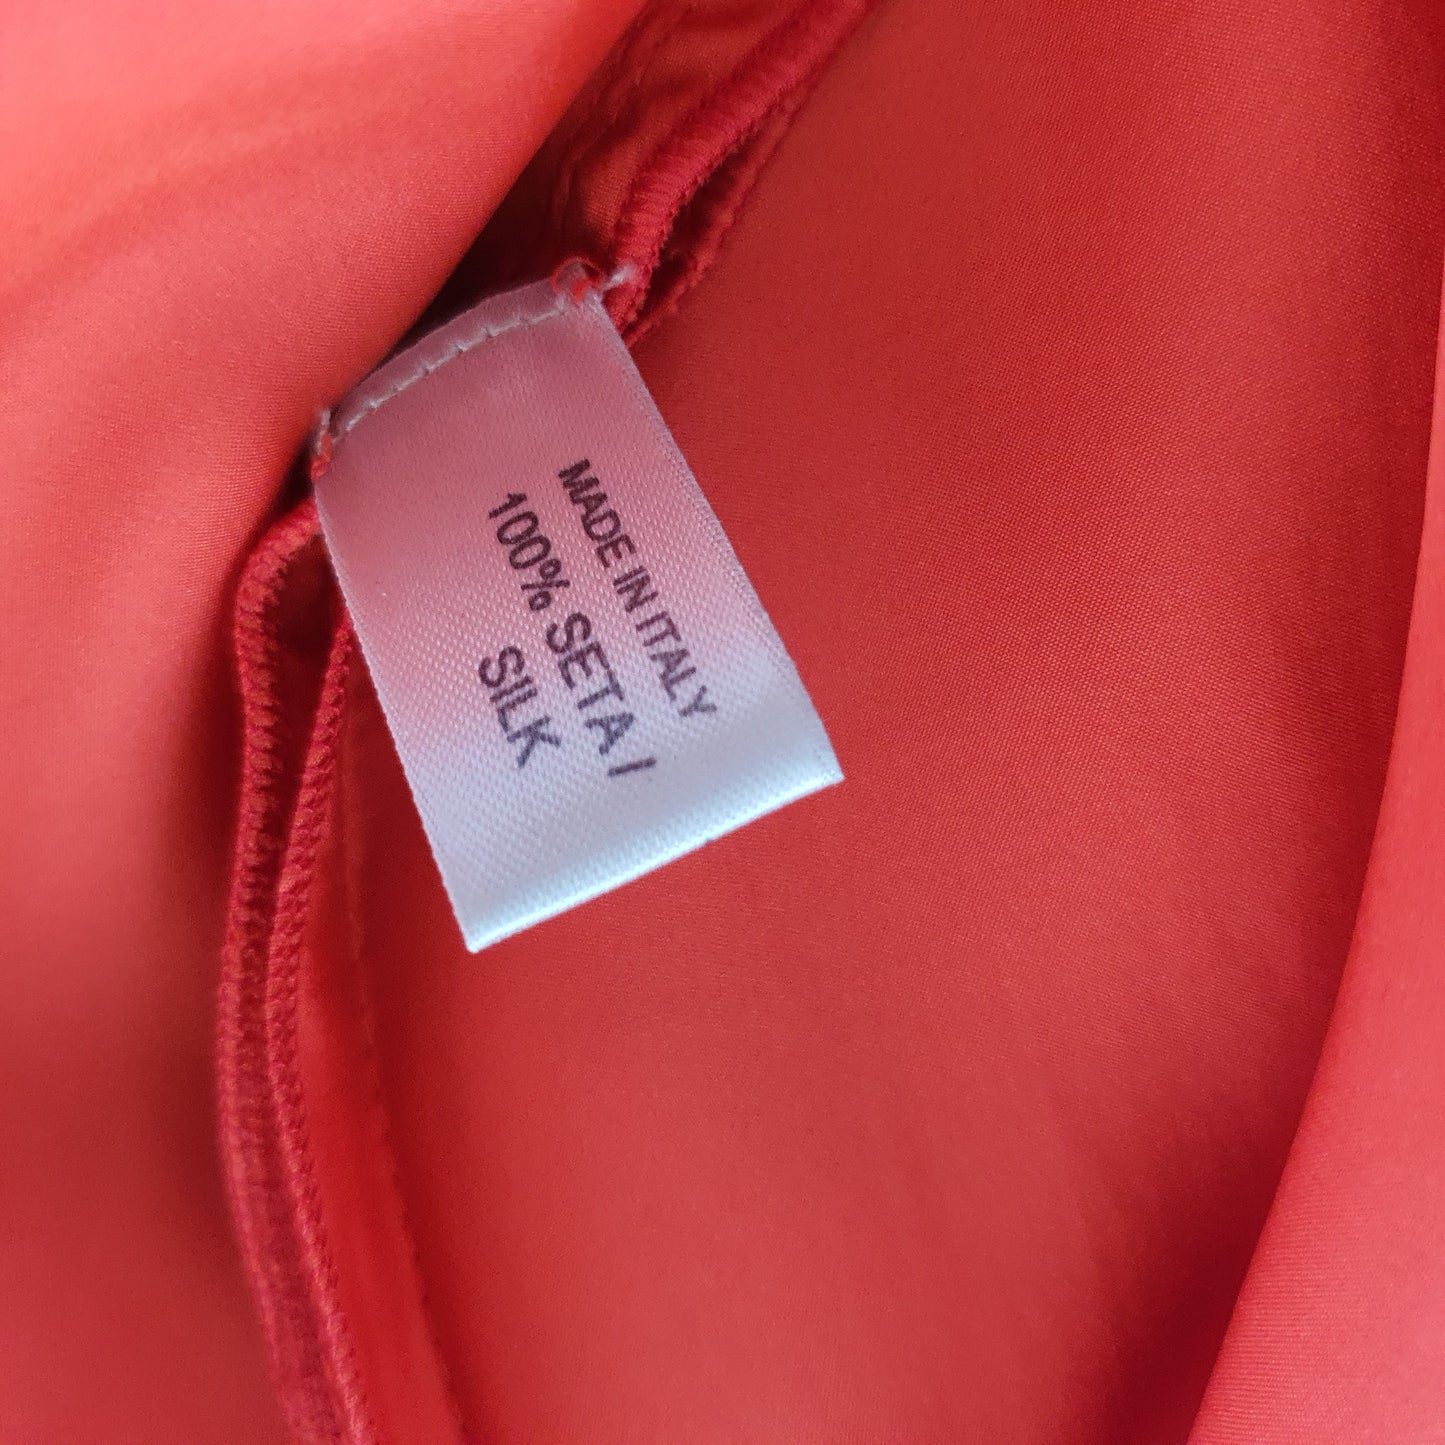 MADE IN ITALY
100% SETA /
SILK